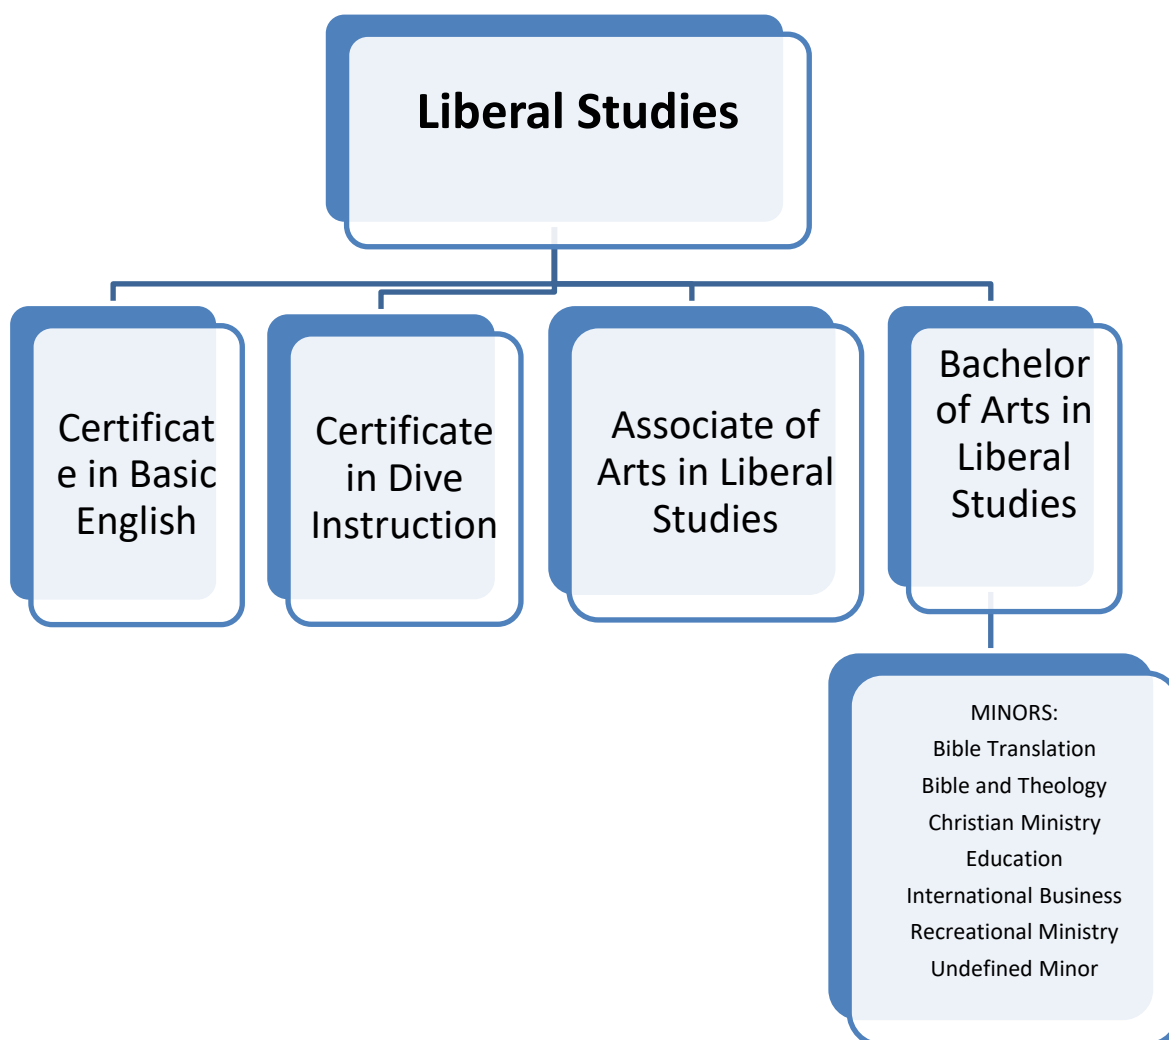 Liberal Studies
Certificat
e in Basic
English
Certificate
in Dive
Instruction
Associate of
Arts in Liberal
Studies
Bachelor
of Arts in
Liberal
Studies
MINORS:
Bible Translation
Bible and Theology
Christian Ministry
Education
International Business
Recreational Ministry
Undefined Minor